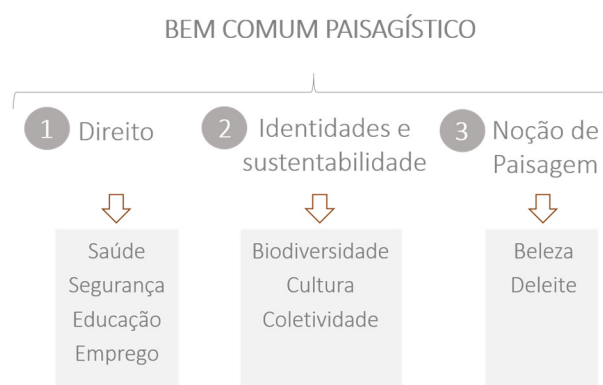 BEM COMUM PAISAGÍSTICO
1 Direito
2 Identidades e
sustentabilidade
3 Noção de
Paisagem
Saúde
Segurança
Educação
Emprego
Biodiversidade
Cultura
Coletividade
Beleza
Deleite